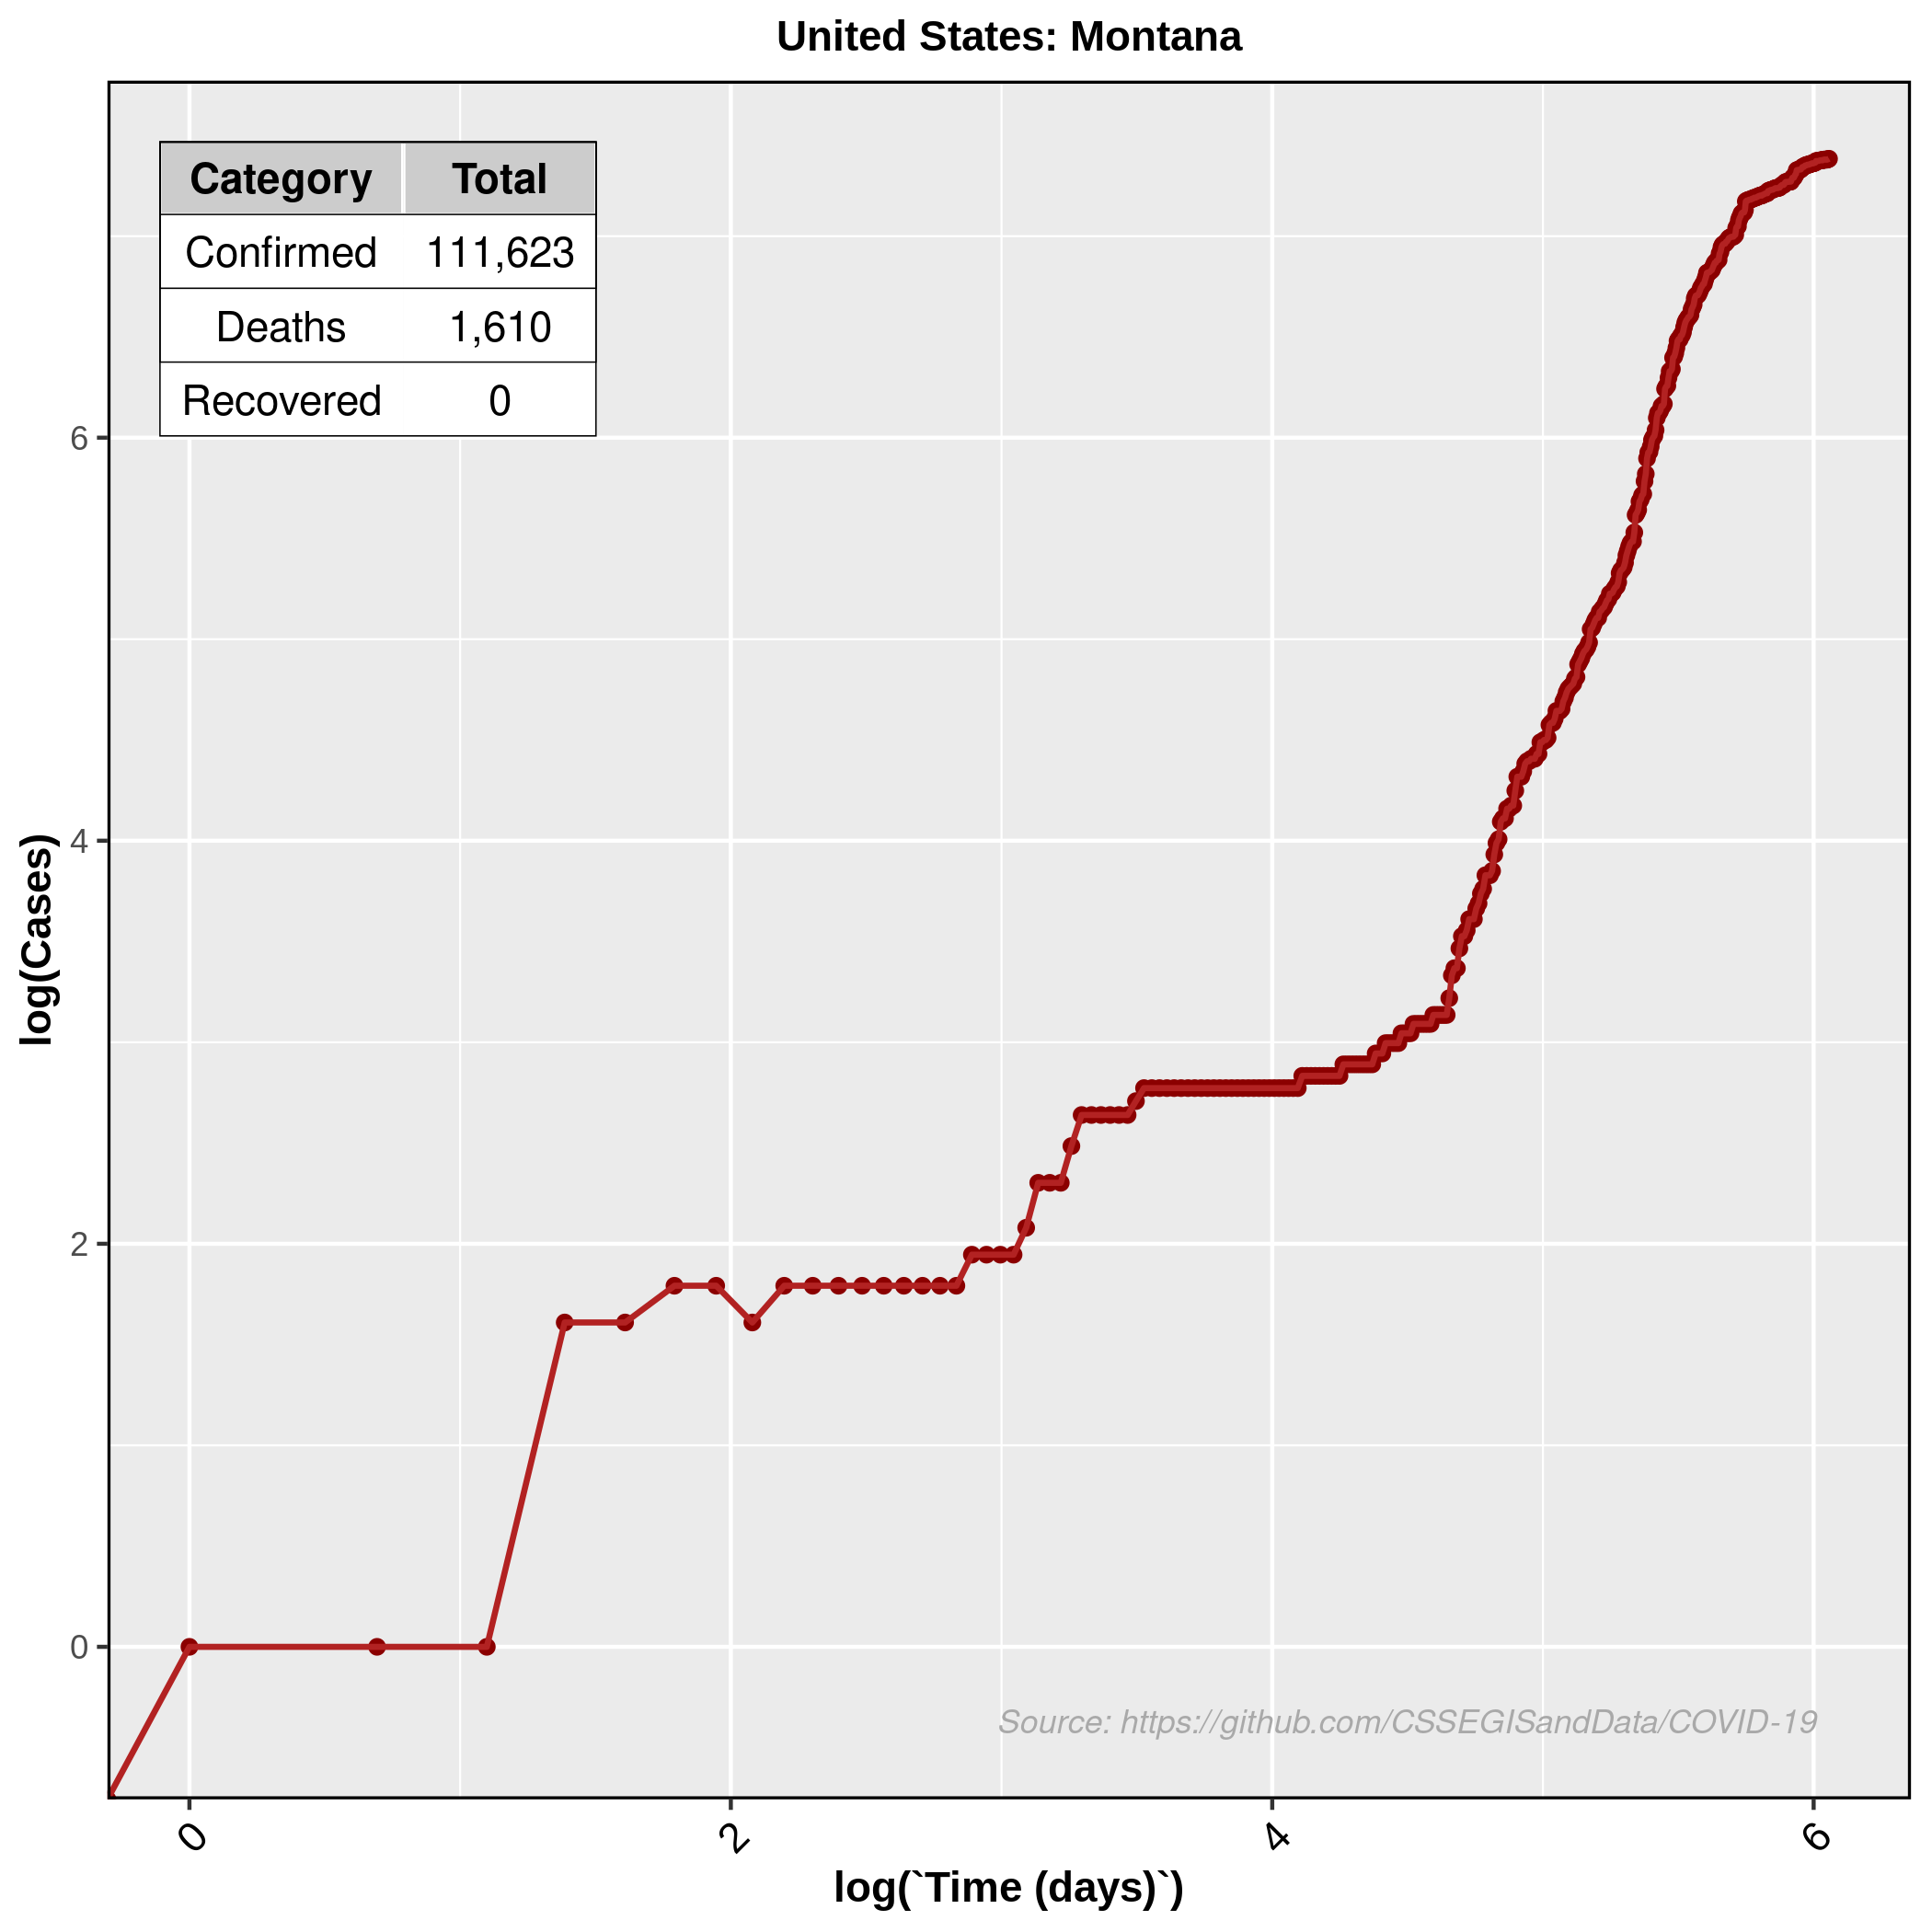 United States: Montana
Category Total
Confirmed 111,623
Deaths 1,610
Recovered 0
6
4
2
0
log(Cases)
Source: https://github.com/CSSEGISandData/COVID-19
0 2 4 6
log(`Time (days)`)